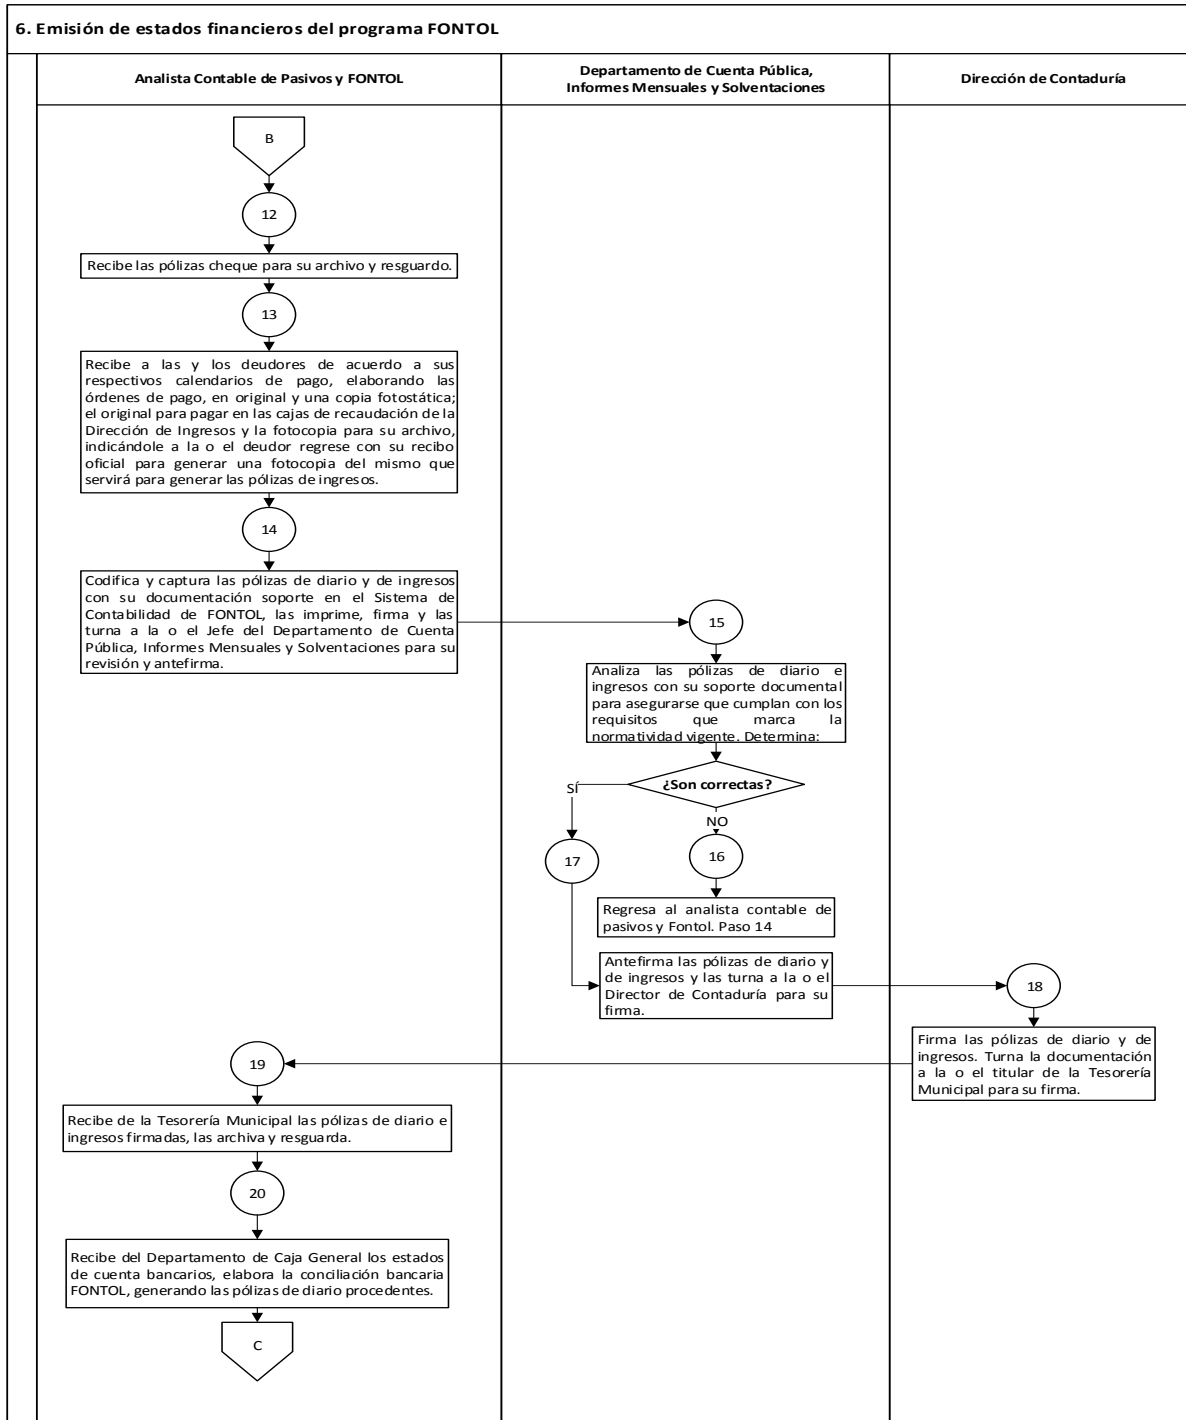 6. Emisión de estados financieros del programa FONTOL
Analista Contable de Pasivos y FONTOL
Departamento de Cuenta Pública,
Informes Mensuales y Solventaciones
Dirección de Contaduría
B
12
Recibe las pólizas cheque para su archivo y resguardo.
13
Recibe a las y los deudores de acuerdo a sus
respectivos calendarios de pago, elaborando las
órdenes de pago, en original y una copia fotostática;
el original para pagar en las cajas de recaudación de la
Dirección de Ingresos y la fotocopia para su archivo,
indicándole a la o el deudor regrese con su recibo
oficial para generar una fotocopia del mismo que
servirá para generar las pólizas de ingresos.
14
Codifica y captura las pólizas de diario y de ingresos
con su documentación soporte en el Sistema de
Contabilidad de FONTOL, las imprime, firma y las
turna a la o el Jefe del Departamento de Cuenta
Pública, Informes Mensuales y Solventaciones para su
revisión y antefirma.
15
Analiza las pólizas de diario e
ingresos con su soporte documental
para asegurarse que cumplan con los
requisitos que marca la
normatividad vigente. Determina:
¿Son correctas?
SÍ
NO
17
16
Regresa al analista contable de
pasivos y Fontol. Paso 14
Antefirma las pólizas de diario y
de ingresos y las turna a la o el
Director de Contaduría para su
firma.
18
Firma las pólizas de diario y de
ingresos. Turna la documentación
a la o el titular de la Tesorería
Municipal para su firma.
19
Recibe de la Tesorería Municipal las pólizas de diario e
ingresos firmadas, las archiva y resguarda.
20
Recibe del Departamento de Caja General los estados
de cuenta bancarios, elabora la conciliación bancaria
FONTOL, generando las pólizas de diario procedentes.
C